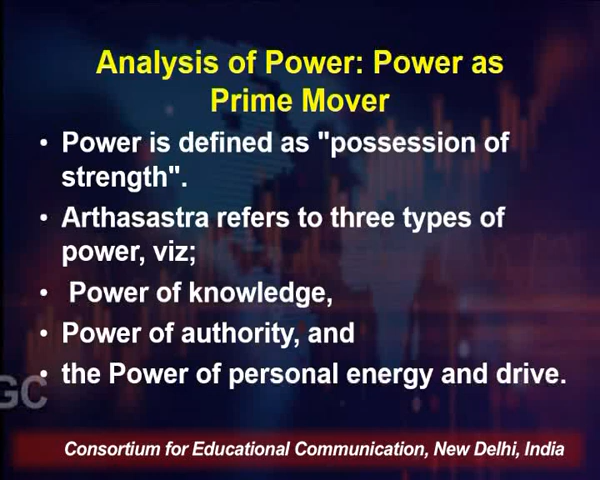 Analysis of Power: Power as
Prime Mover
• Power is defined as "possession of
strength".
• Arthasastra refers to three types of
power, viz;
• Power of knowledge,
• Power of authority, and
• the Power of personal energy and drive.
GC
Consortium for Educational Communication, New Delhi, India